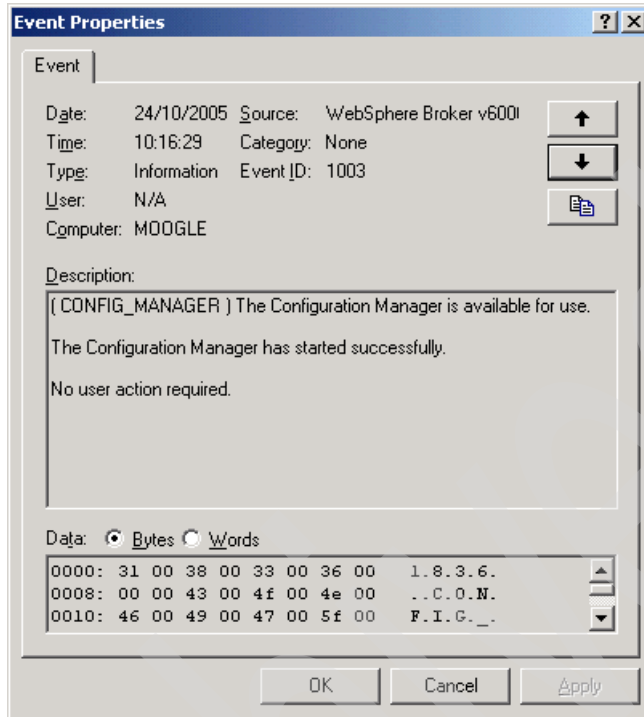 Event Properties
Event
Date: 24/10/2005 Source: WebSphere Broker v600
Time: 10:16:29 Category: None
Type: Information Event ID: 1003
User: N/A
Computer: MOOGLE
Description:
( CONFIG_MANAGER ) The Configuration Manager is available for use.
The Configuration Manager has started successfully.
No user action required.
Data: Bytes Words
0000: 31 00 38 00 33 00 36 00 1.8.3.6.
0008: 00 00 43 00 4f 00 4e 00 ..C.O.N.
0010: 46 00 49 00 47 00 5f 00 F.I.G._.
OK Cancel Apply